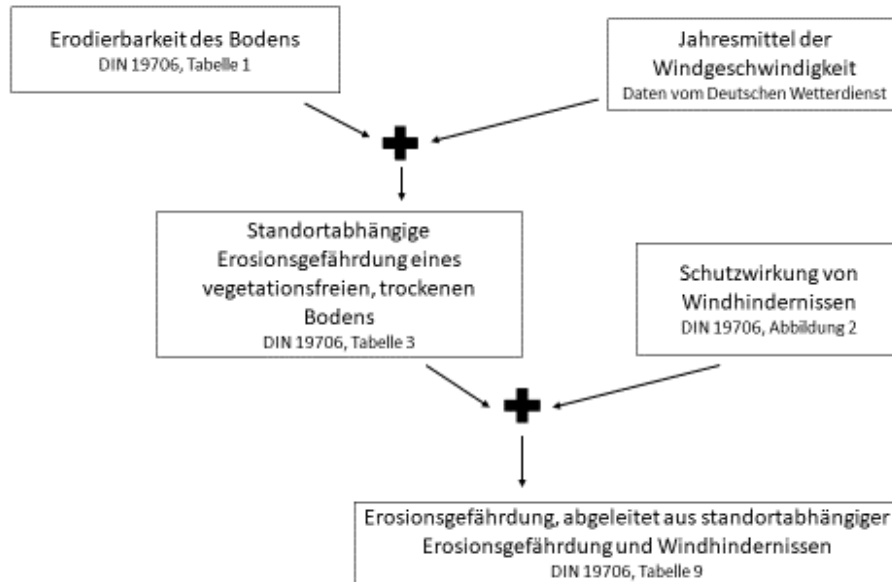 Erodierbarkeit des Bodens
DIN 19706, Tabelle 1
Jahresmittel der
Windgeschwindigkeit
Daten vom Deutschen Wetterdienst
Standortabhängige
Erosionsgefährdung eines
vegetationsfreien, trockenen
Bodens
DIN 19706, Tabelle 3
Schutzwirkung von
Windhindernissen
DIN 19706, Abbildung 2
Erosionsgefährdung, abgeleitet aus standortabhängiger
Erosionsgefährdung und Windhindernissen
DIN 19706, Tabelle 9